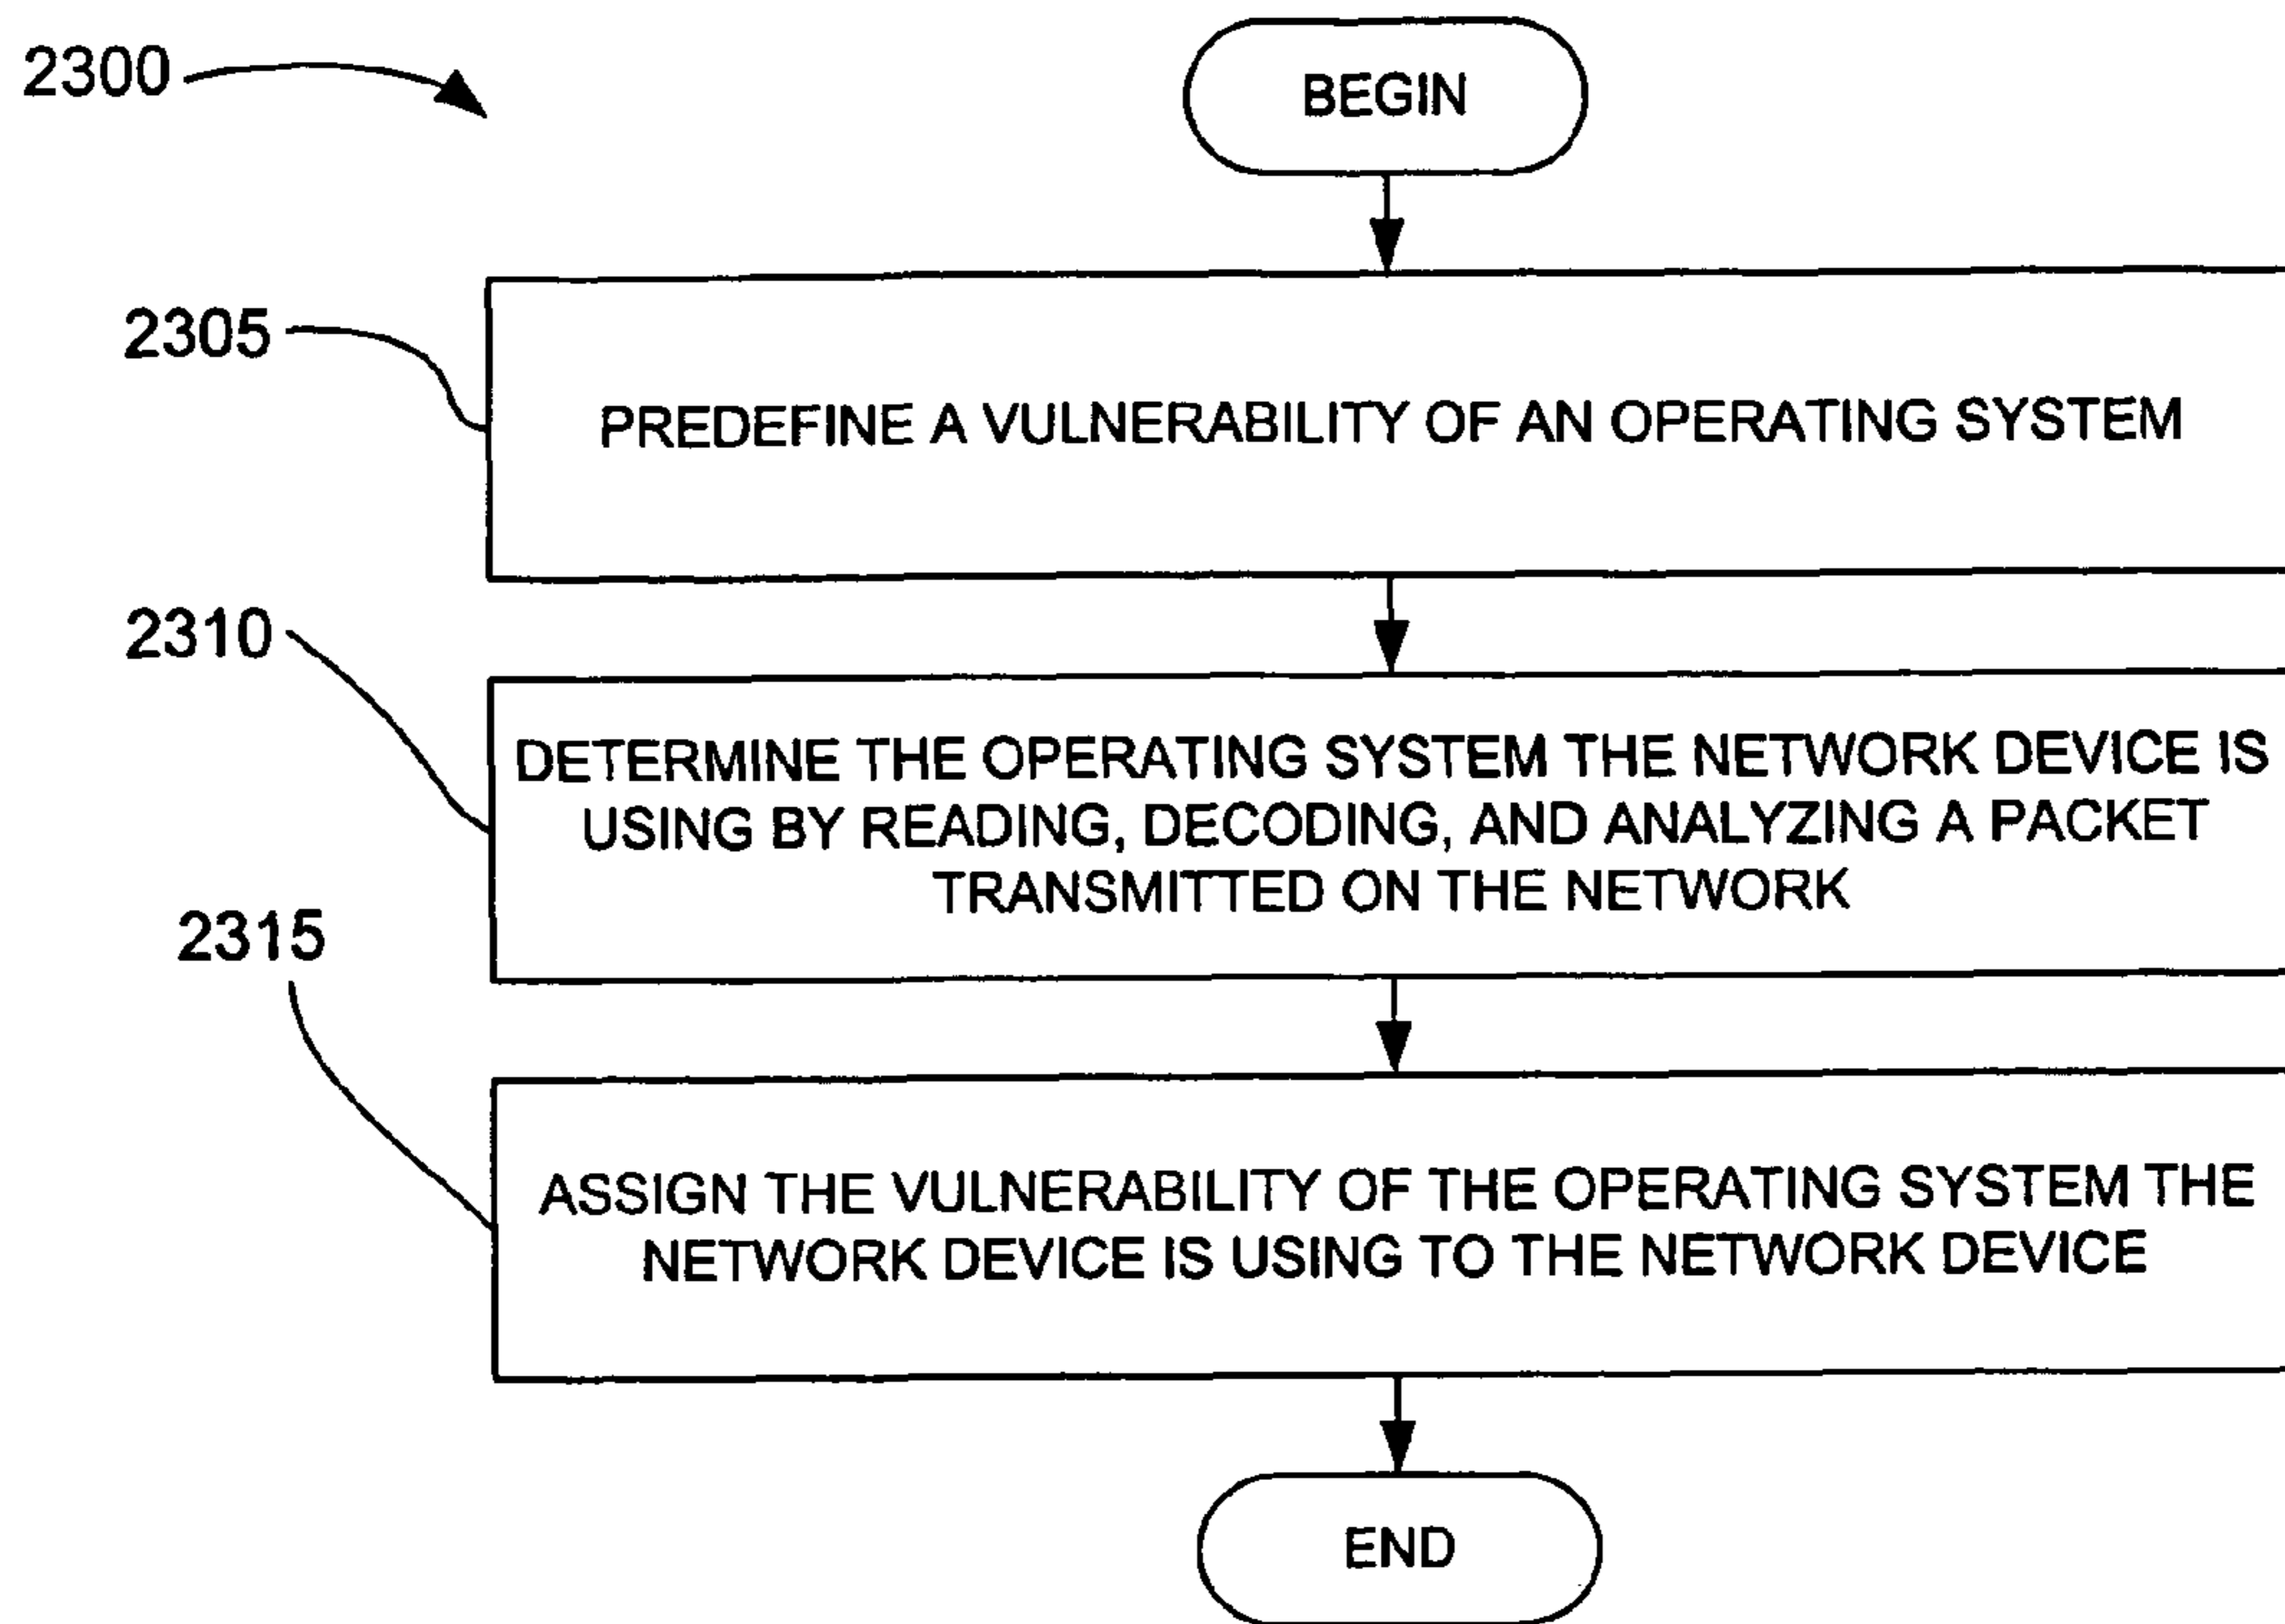 2300
BEGIN
2305
PREDEFINE A VULNERABILITY OF AN OPERATING SYSTEM
2310
DETERMINE THE OPERATING SYSTEM THE NETWORK DEVICE IS
USING BY READING, DECODING, AND ANALYZING A PACKET
TRANSMITTED ON THE NETWORK
2315
ASSIGN THE VULNERABILITY OF THE OPERATING SYSTEM THE
NETWORK DEVICE IS USING TO THE NETWORK DEVICE
END